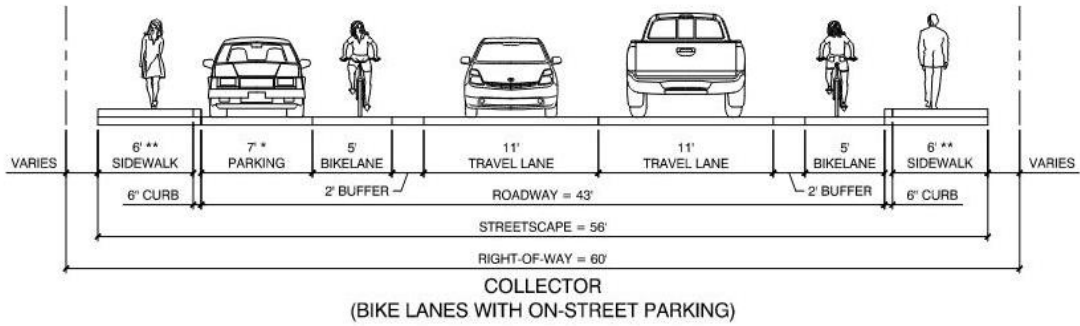 6' **
SIDEWALK
7' *
PARKING
5'
BIKELANE
11'
TRAVEL LANE
11'
TRAVEL LANE
5'
BIKELANE
6' **
SIDEWALK
VARIES
VARIES
2' BUFFER
2' BUFFER
6" CURB
ROADWAY = 43'
6" CURB
STREETSCAPE = 56'
RIGHT-OF-WAY = 60'
COLLECTOR
(BIKE LANES WITH ON-STREET PARKING)